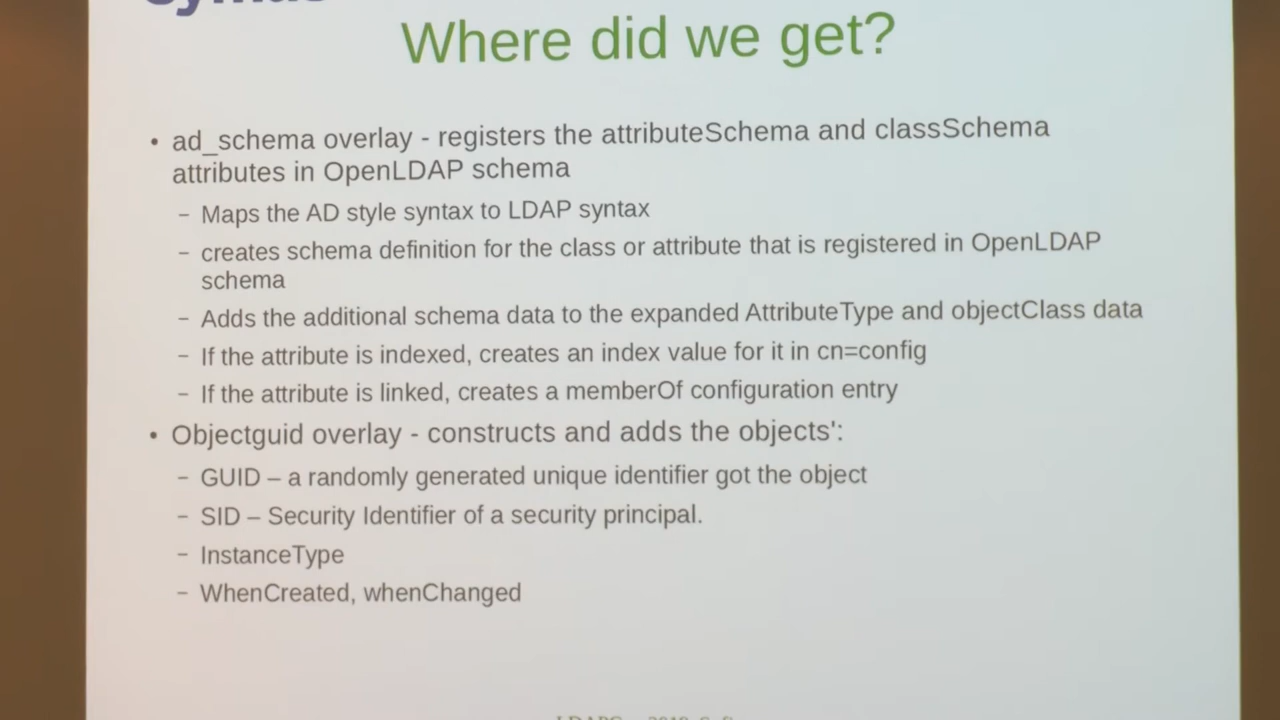 Where did we get?
• ad_schema overlay - registers the attributeSchema and classSchema
attributes in OpenLDAP schema
– Maps the AD style syntax to LDAP syntax
– creates schema definition for the class or attribute that is registered in OpenLDAP
schema
– Adds the additional schema data to the expanded AttributeType and objectClass data
– If the attribute is indexed, creates an index value for it in cn=config
– If the attribute is linked, creates a memberOf configuration entry
• Objectguid overlay - constructs and adds the objects':
– GUID – a randomly generated unique identifier got the object
– SID – Security Identifier of a security principal.
– InstanceType
– WhenCreated, whenChanged